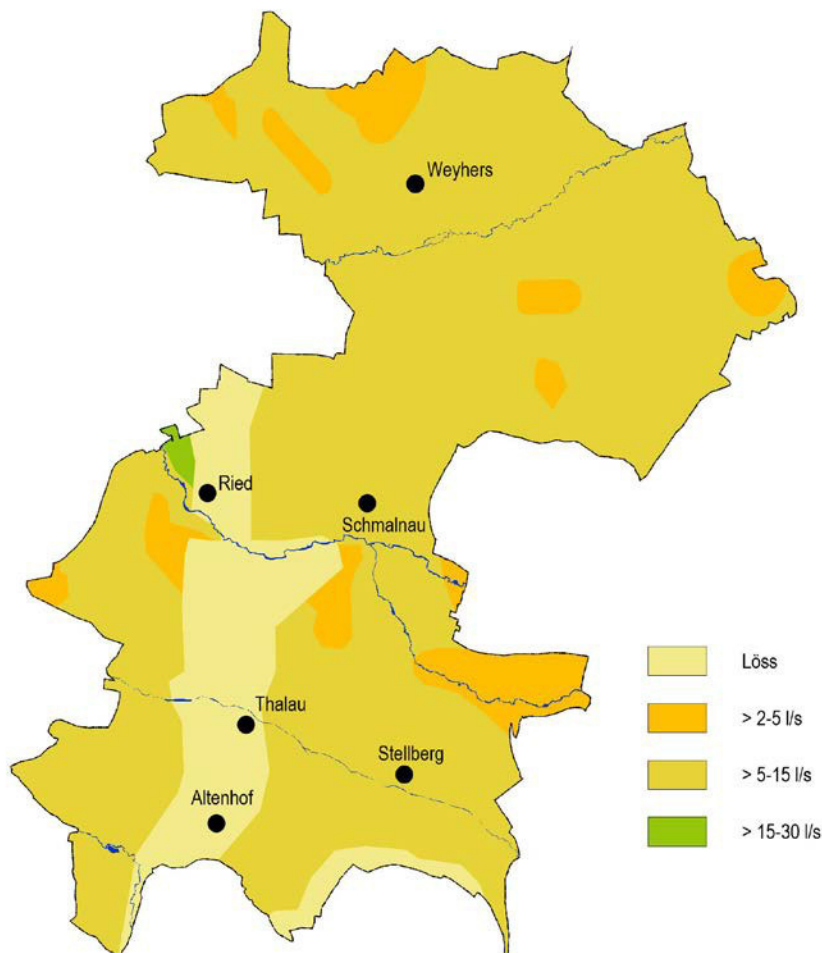 Weyhers
Ried
Schmalnau
Löss
> 2-5 l/s
Thalau
Stellberg
> 5-15 l/s
Altenhof
> 15-30 l/s